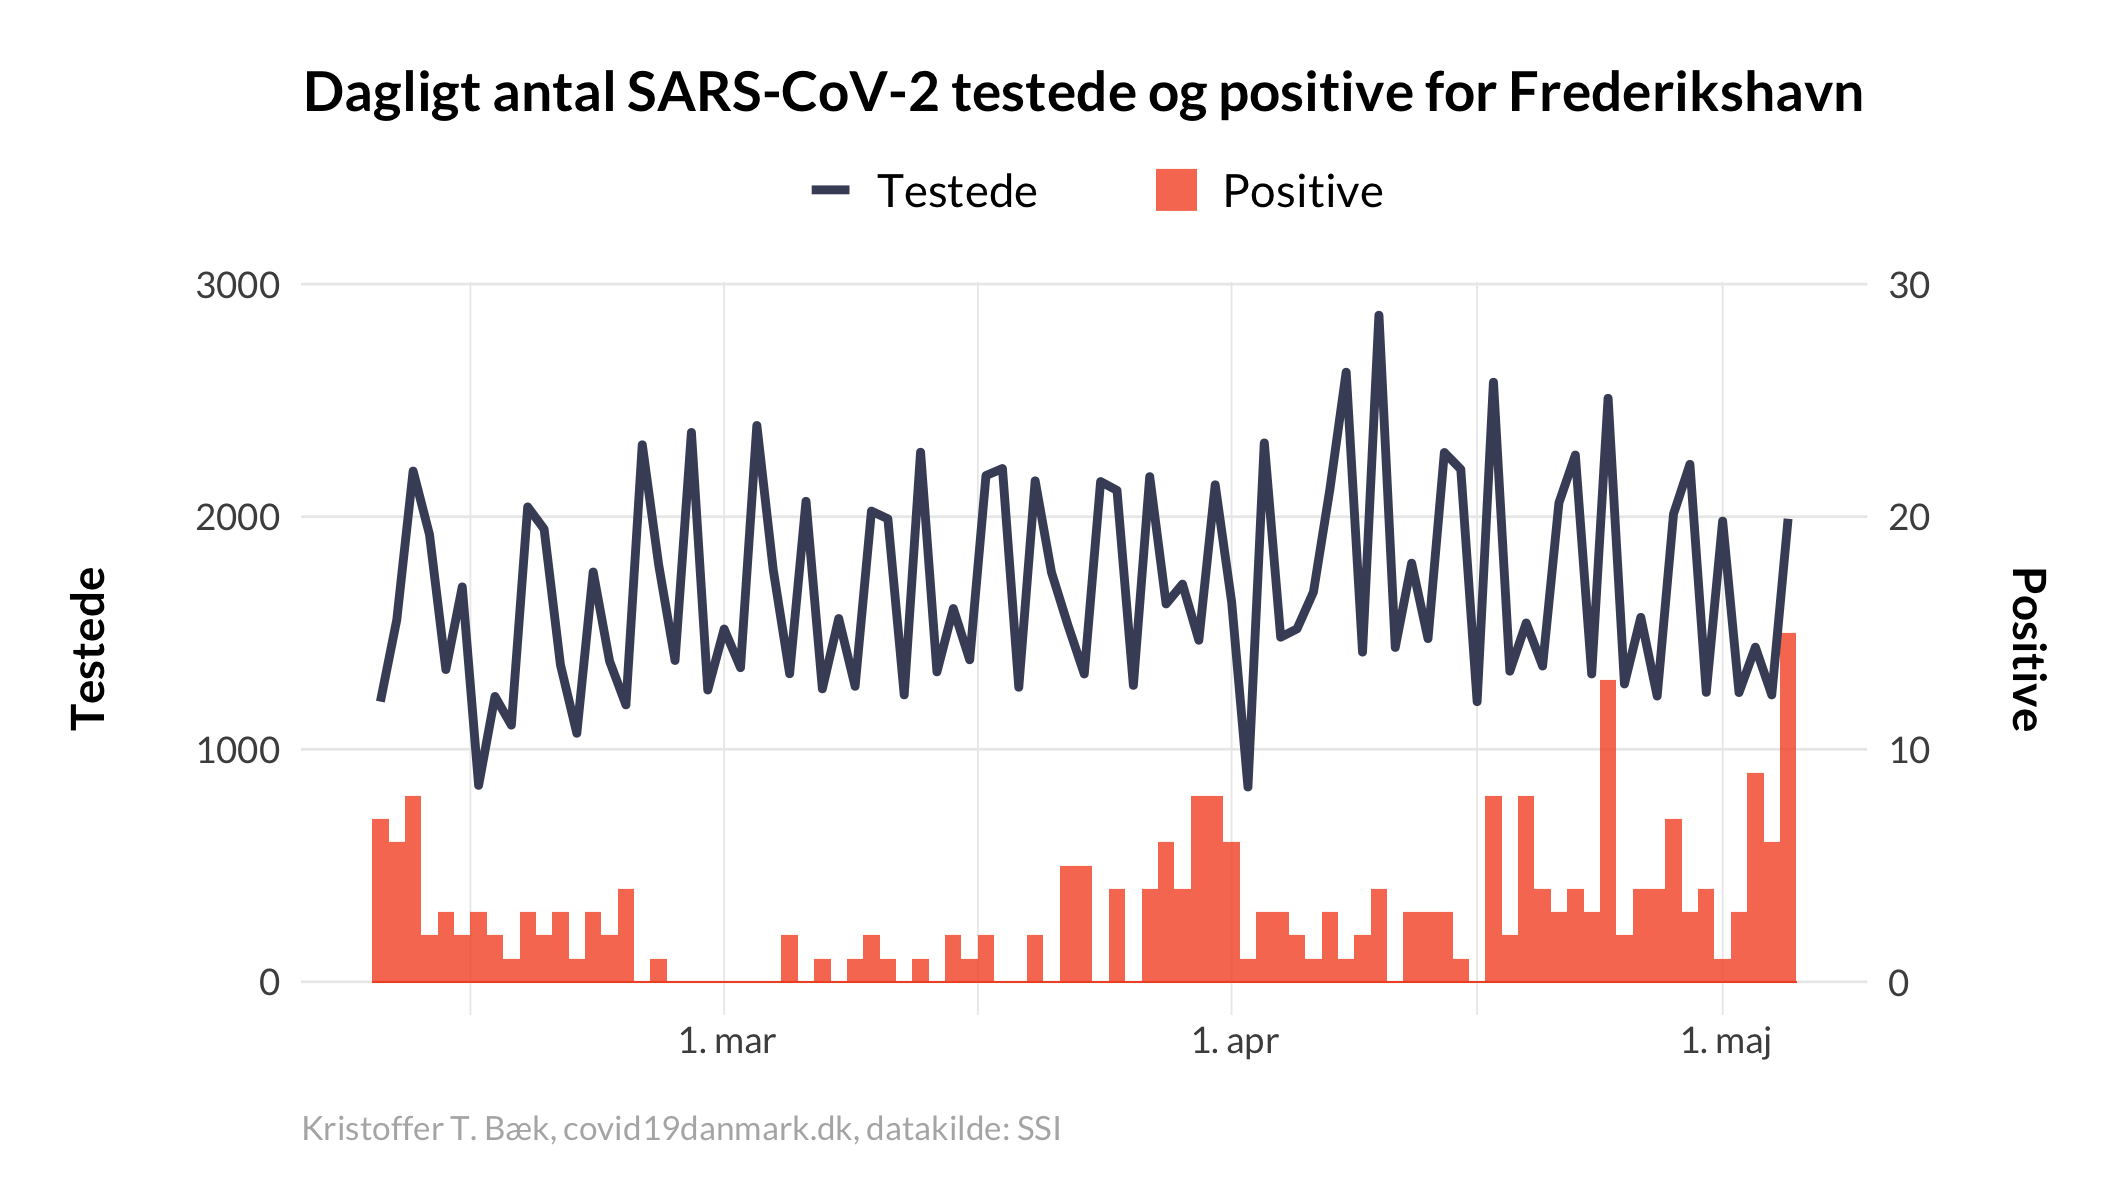 Dagligt antal SARS-CoV-2 testede og positive for Frederikshavn
Testede
Positive
3000
2000
1000
0
30
20
10
0
Testede
Positive
1. mar
1. apr
1. maj
Kristoffer T. Bæk, covid19danmark.dk, datakilde: SSI